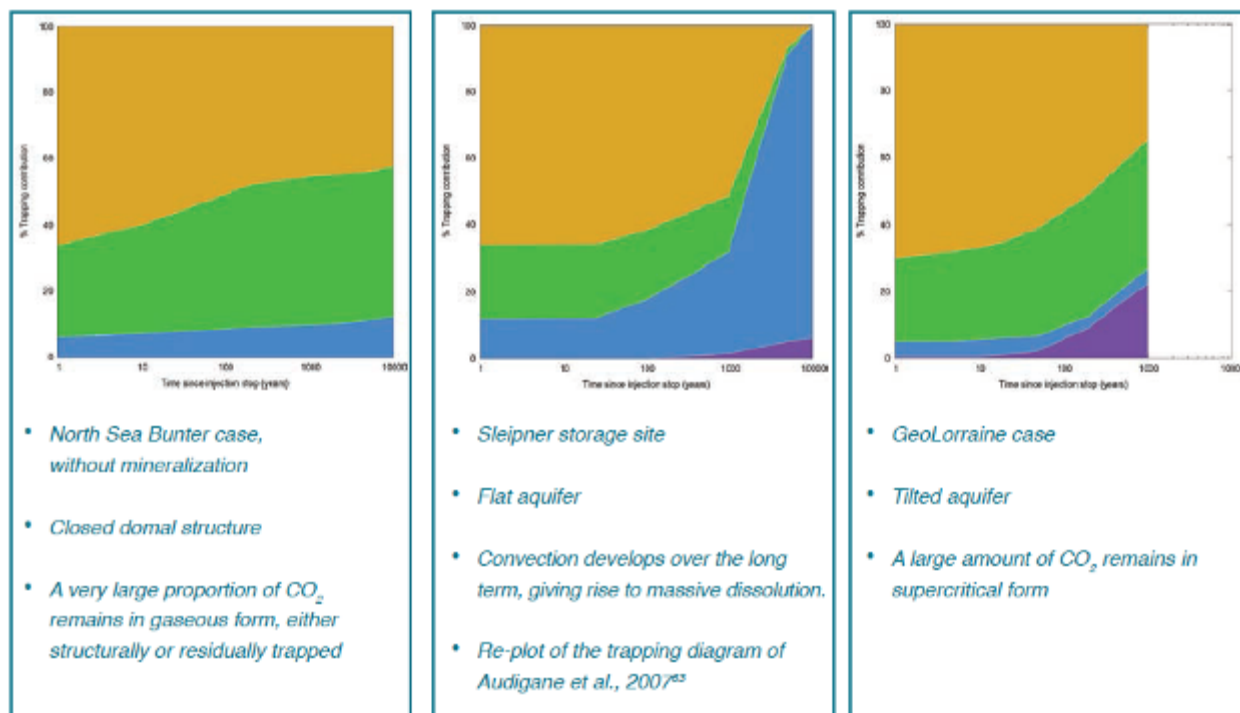 100
80
60
40
20
0
% Trapping contribution
1
10
100
1000
10000
Time since injection stop (years)
• North Sea Bunter case,
without mineralization
• Closed domal structure
• A very large proportion of CO₂
remains in gaseous form, either
structurally or residually trapped
100
80
60
40
20
0
% Trapping contribution
1
10
100
1000
10000
Time since injection stop (years)
• Sleipner storage site
• Flat aquifer
• Convection develops over the long
term, giving rise to massive dissolution.
• Re-plot of the trapping diagram of
Audigane et al., 2007⁶³
100
80
60
40
20
0
% Trapping contribution
1
10
100
1000
Time since injection stop (years)
• GeoLorraine case
• Tilted aquifer
• A large amount of CO₂ remains in
supercritical form